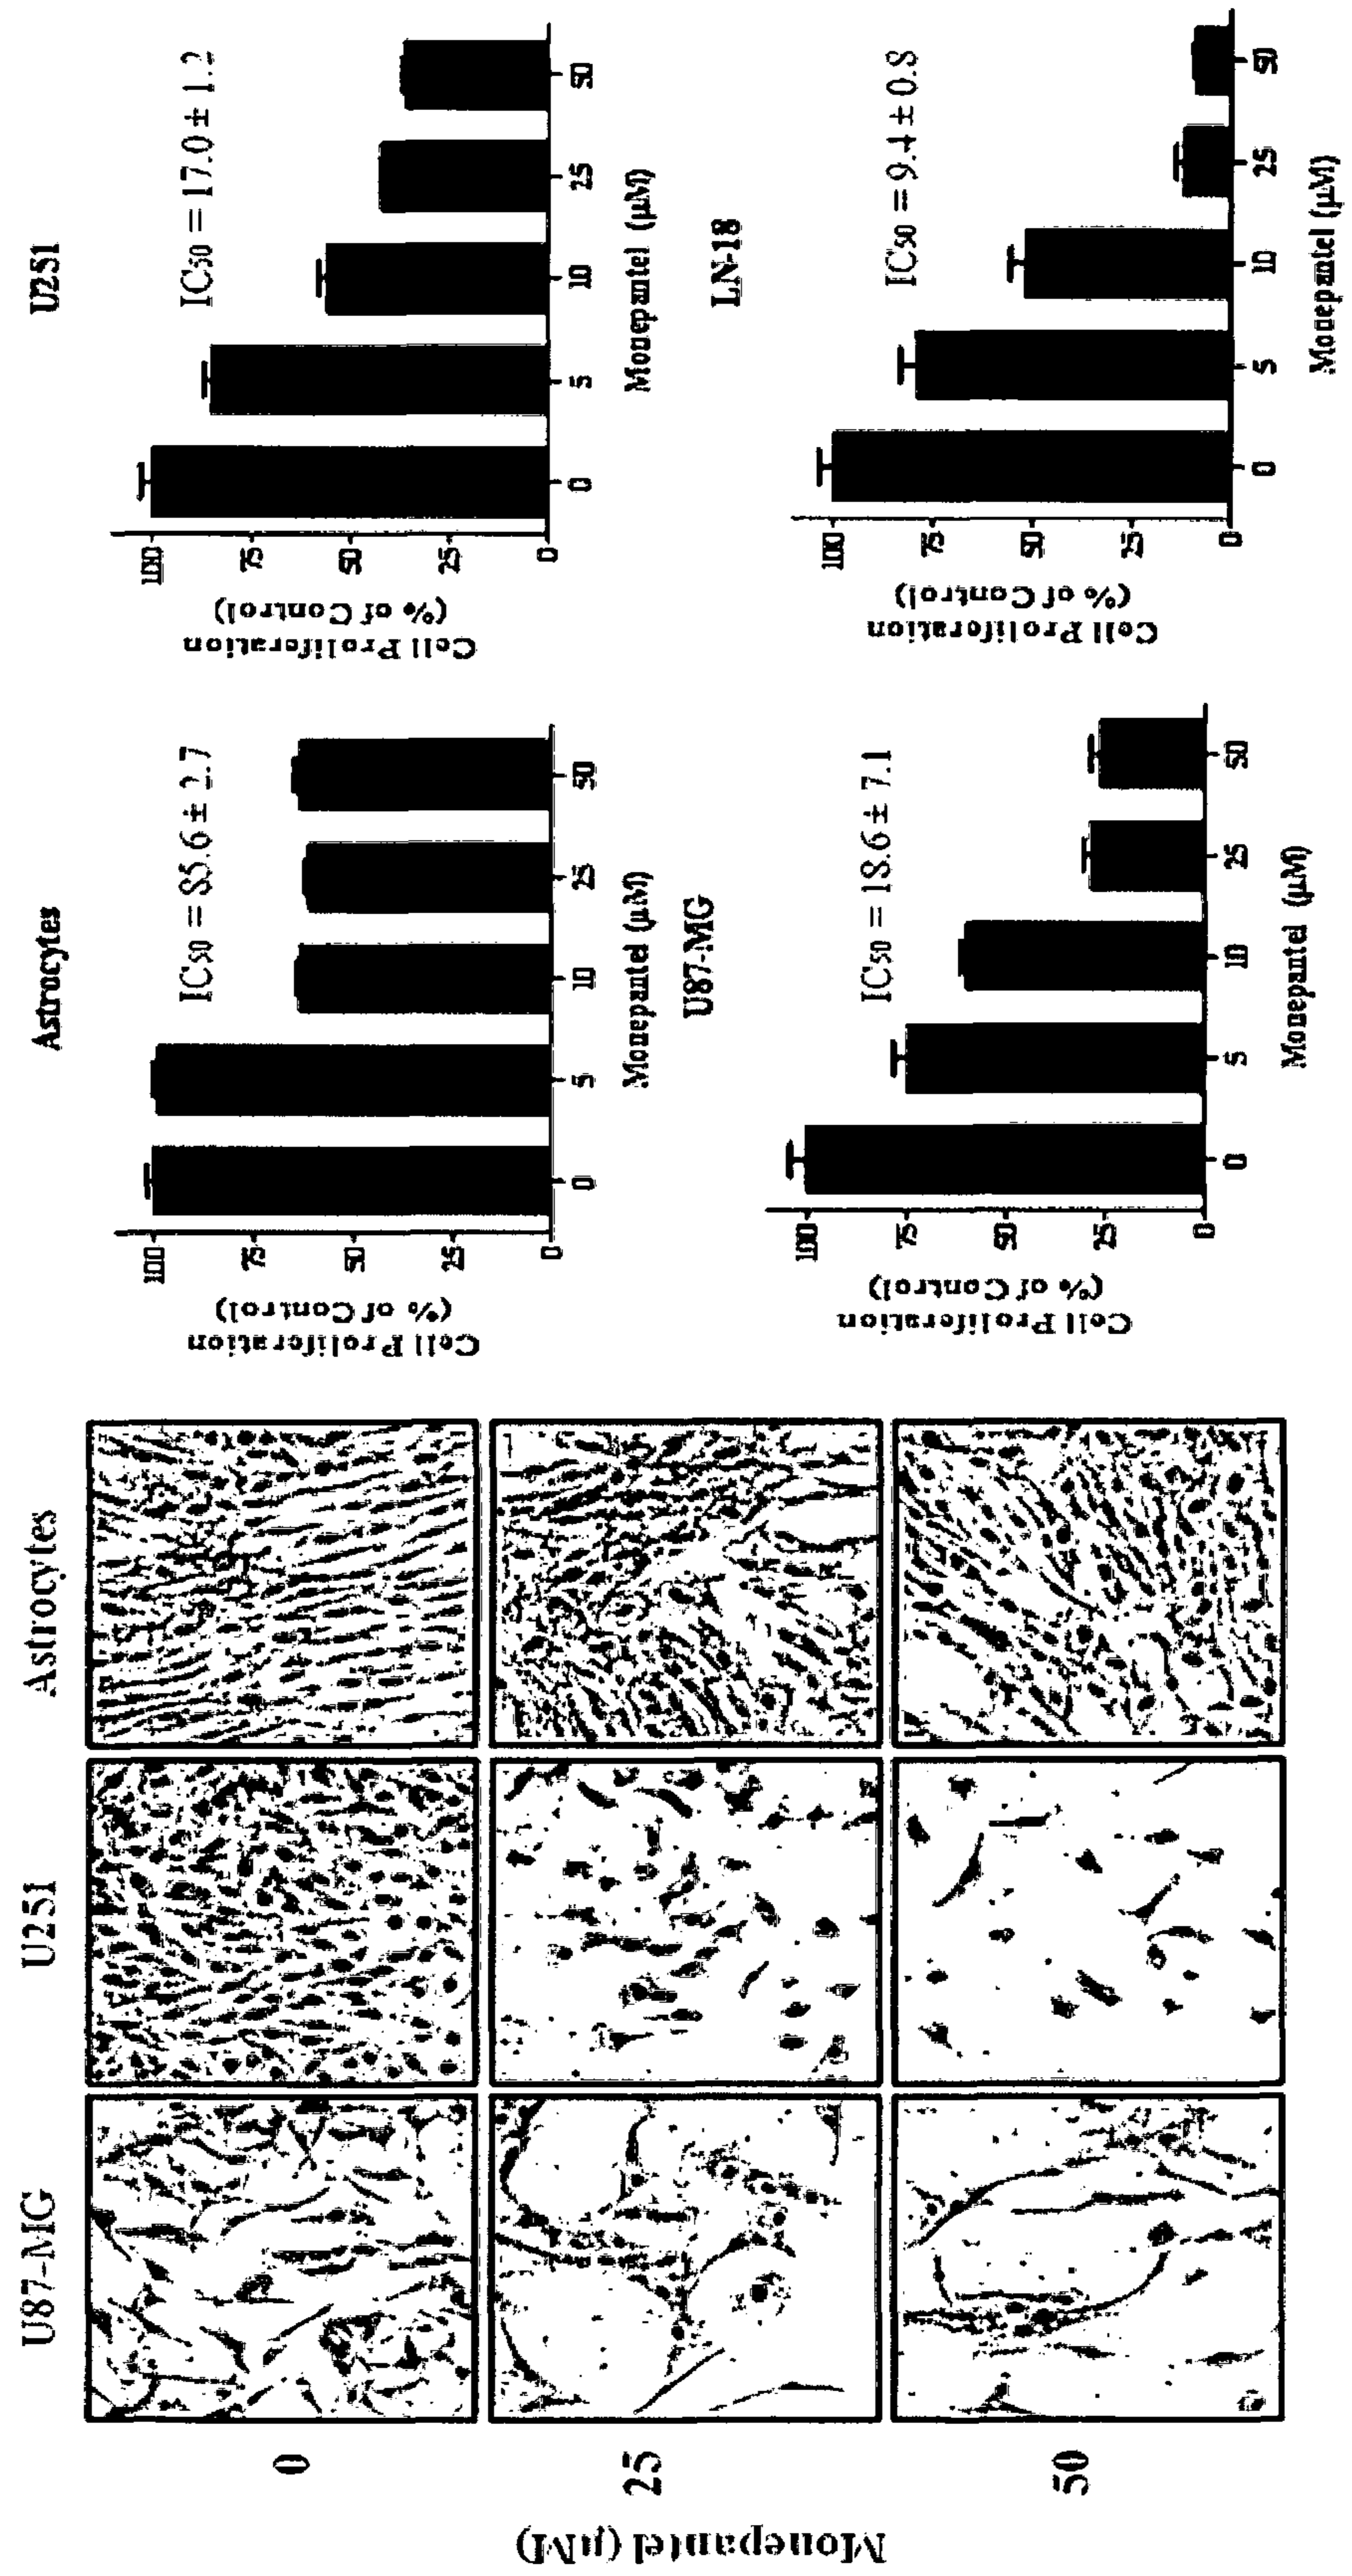 U87-MG
U251
Astrocytes
Monepantel (µM)
0
25
50
Astrocytes
Cell Proliferation
(% of Control)
100
75
50
25
0
IC50 = 85.6 ± 2.7
0 5 10 25 50
Monepantel (µM)
U251
Cell Proliferation
(% of Control)
100
75
50
25
0
IC50 = 17.0 ± 1.2
0 5 10 25 50
Monepantel (µM)
U87-MG
Cell Proliferation
(% of Control)
100
75
50
25
0
IC50 = 18.6 ± 7.1
0 5 10 25 50
Monepantel (µM)
LN-18
Cell Proliferation
(% of Control)
100
75
50
25
0
IC50 = 9.4 ± 0.8
0 5 10 25 50
Monepantel (µM)